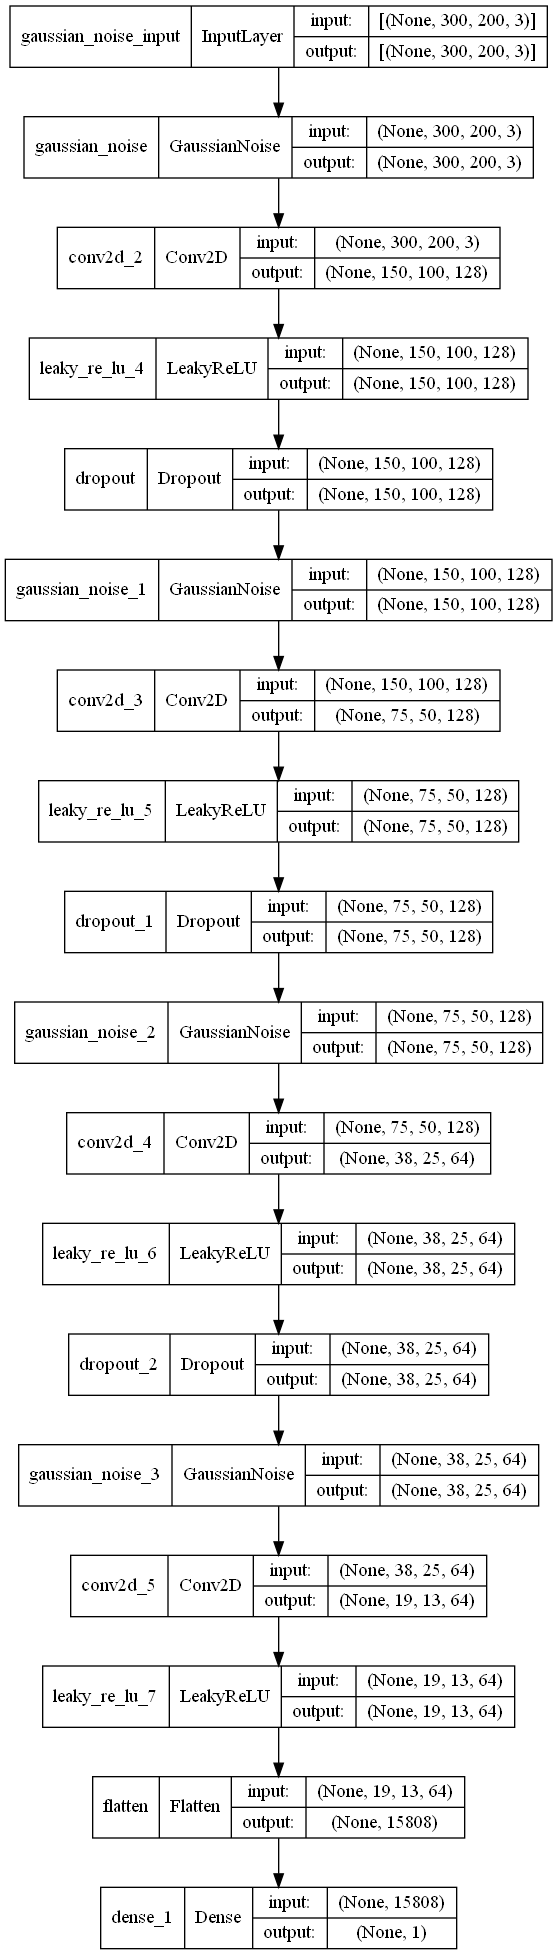 gaussian_noise_input InputLayer input: [(None, 300, 200, 3)]
output: [(None, 300, 200, 3)]
gaussian_noise GaussianNoise input: (None, 300, 200, 3)
output: (None, 300, 200, 3)
conv2d_2 Conv2D input: (None, 300, 200, 3)
output: (None, 150, 100, 128)
leaky_re_lu_4 LeakyReLU input: (None, 150, 100, 128)
output: (None, 150, 100, 128)
dropout Dropout input: (None, 150, 100, 128)
output: (None, 150, 100, 128)
gaussian_noise_1 GaussianNoise input: (None, 150, 100, 128)
output: (None, 150, 100, 128)
conv2d_3 Conv2D input: (None, 150, 100, 128)
output: (None, 75, 50, 128)
leaky_re_lu_5 LeakyReLU input: (None, 75, 50, 128)
output: (None, 75, 50, 128)
dropout_1 Dropout input: (None, 75, 50, 128)
output: (None, 75, 50, 128)
gaussian_noise_2 GaussianNoise input: (None, 75, 50, 128)
output: (None, 75, 50, 128)
conv2d_4 Conv2D input: (None, 75, 50, 128)
output: (None, 38, 25, 64)
leaky_re_lu_6 LeakyReLU input: (None, 38, 25, 64)
output: (None, 38, 25, 64)
dropout_2 Dropout input: (None, 38, 25, 64)
output: (None, 38, 25, 64)
gaussian_noise_3 GaussianNoise input: (None, 38, 25, 64)
output: (None, 38, 25, 64)
conv2d_5 Conv2D input: (None, 38, 25, 64)
output: (None, 19, 13, 64)
leaky_re_lu_7 LeakyReLU input: (None, 19, 13, 64)
output: (None, 19, 13, 64)
flatten Flatten input: (None, 19, 13, 64)
output: (None, 15808)
dense_1 Dense input: (None, 15808)
output: (None, 1)